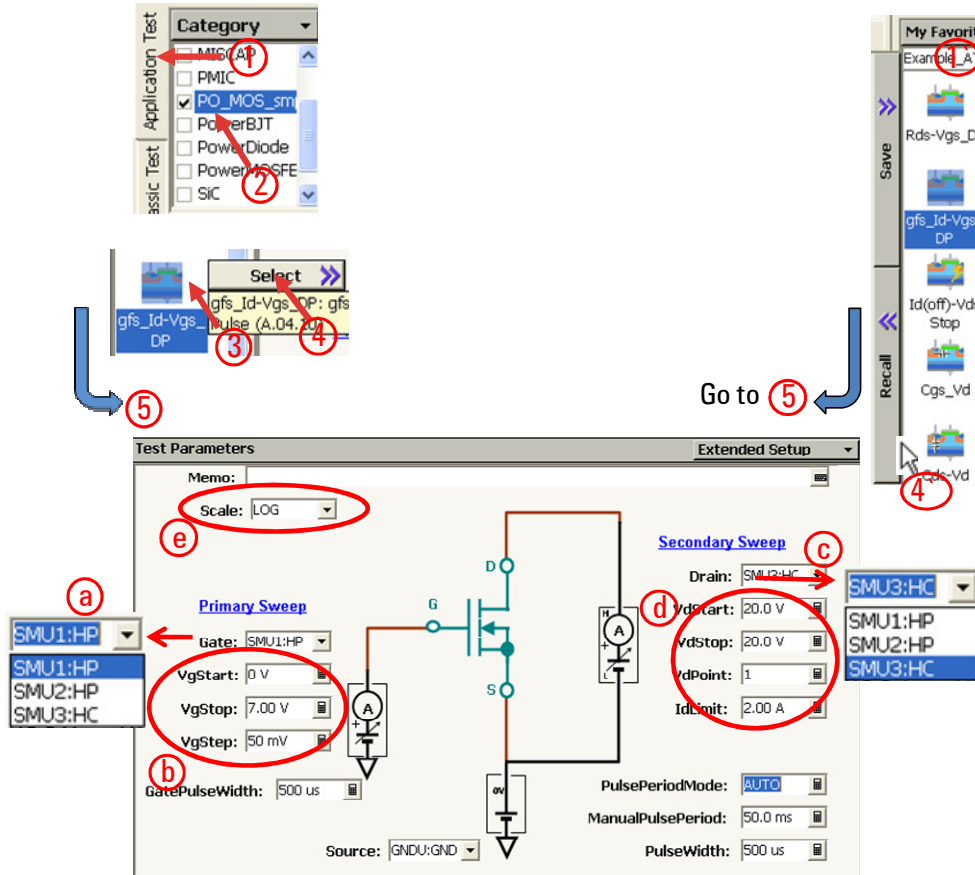 Application Test
Category
MISCAP
1
PMIC
PO_MOS_sm
PowerBJT
PowerDiode
PowerMOSFE
2
SiC
assic Test
Select
gfs_Id-Vgs_DP: gfs
Pulse (A.04.10)
gfs_Id-Vgs_
DP
3
4
5
My Favorit
Example_A
1`
Rds-Vgs_D
Save
gfs_Id-Vgs
DP
Id(off)-Vds
Stop
Recall
Cgs_Vd
Cds-Vd
4`
Go to 5
Test Parameters
Extended Setup
Memo:
Scale: LOG
e
Secondary Sweep
c
D
Drain: SMU3:HC
SMU3:HC
SMU1:HP
SMU2:HP
SMU3:HC
d
VdStart: 20.0 V
VdStop: 20.0 V
VdPoint: 1
IdLimit: 2.00 A
a
SMU1:HP
SMU1:HP
SMU2:HP
SMU3:HC
Primary Sweep
G
Gate: SMU1:HP
VgStart: 0 V
VgStop: 7.00 V
VgStep: 50 mV
b
GatePulseWidth: 500 us
A
S
H
A
L
0V
PulsePeriodMode: AUTO
ManualPulsePeriod: 50.0 ms
Source: GNDU:GND
PulseWidth: 500 us